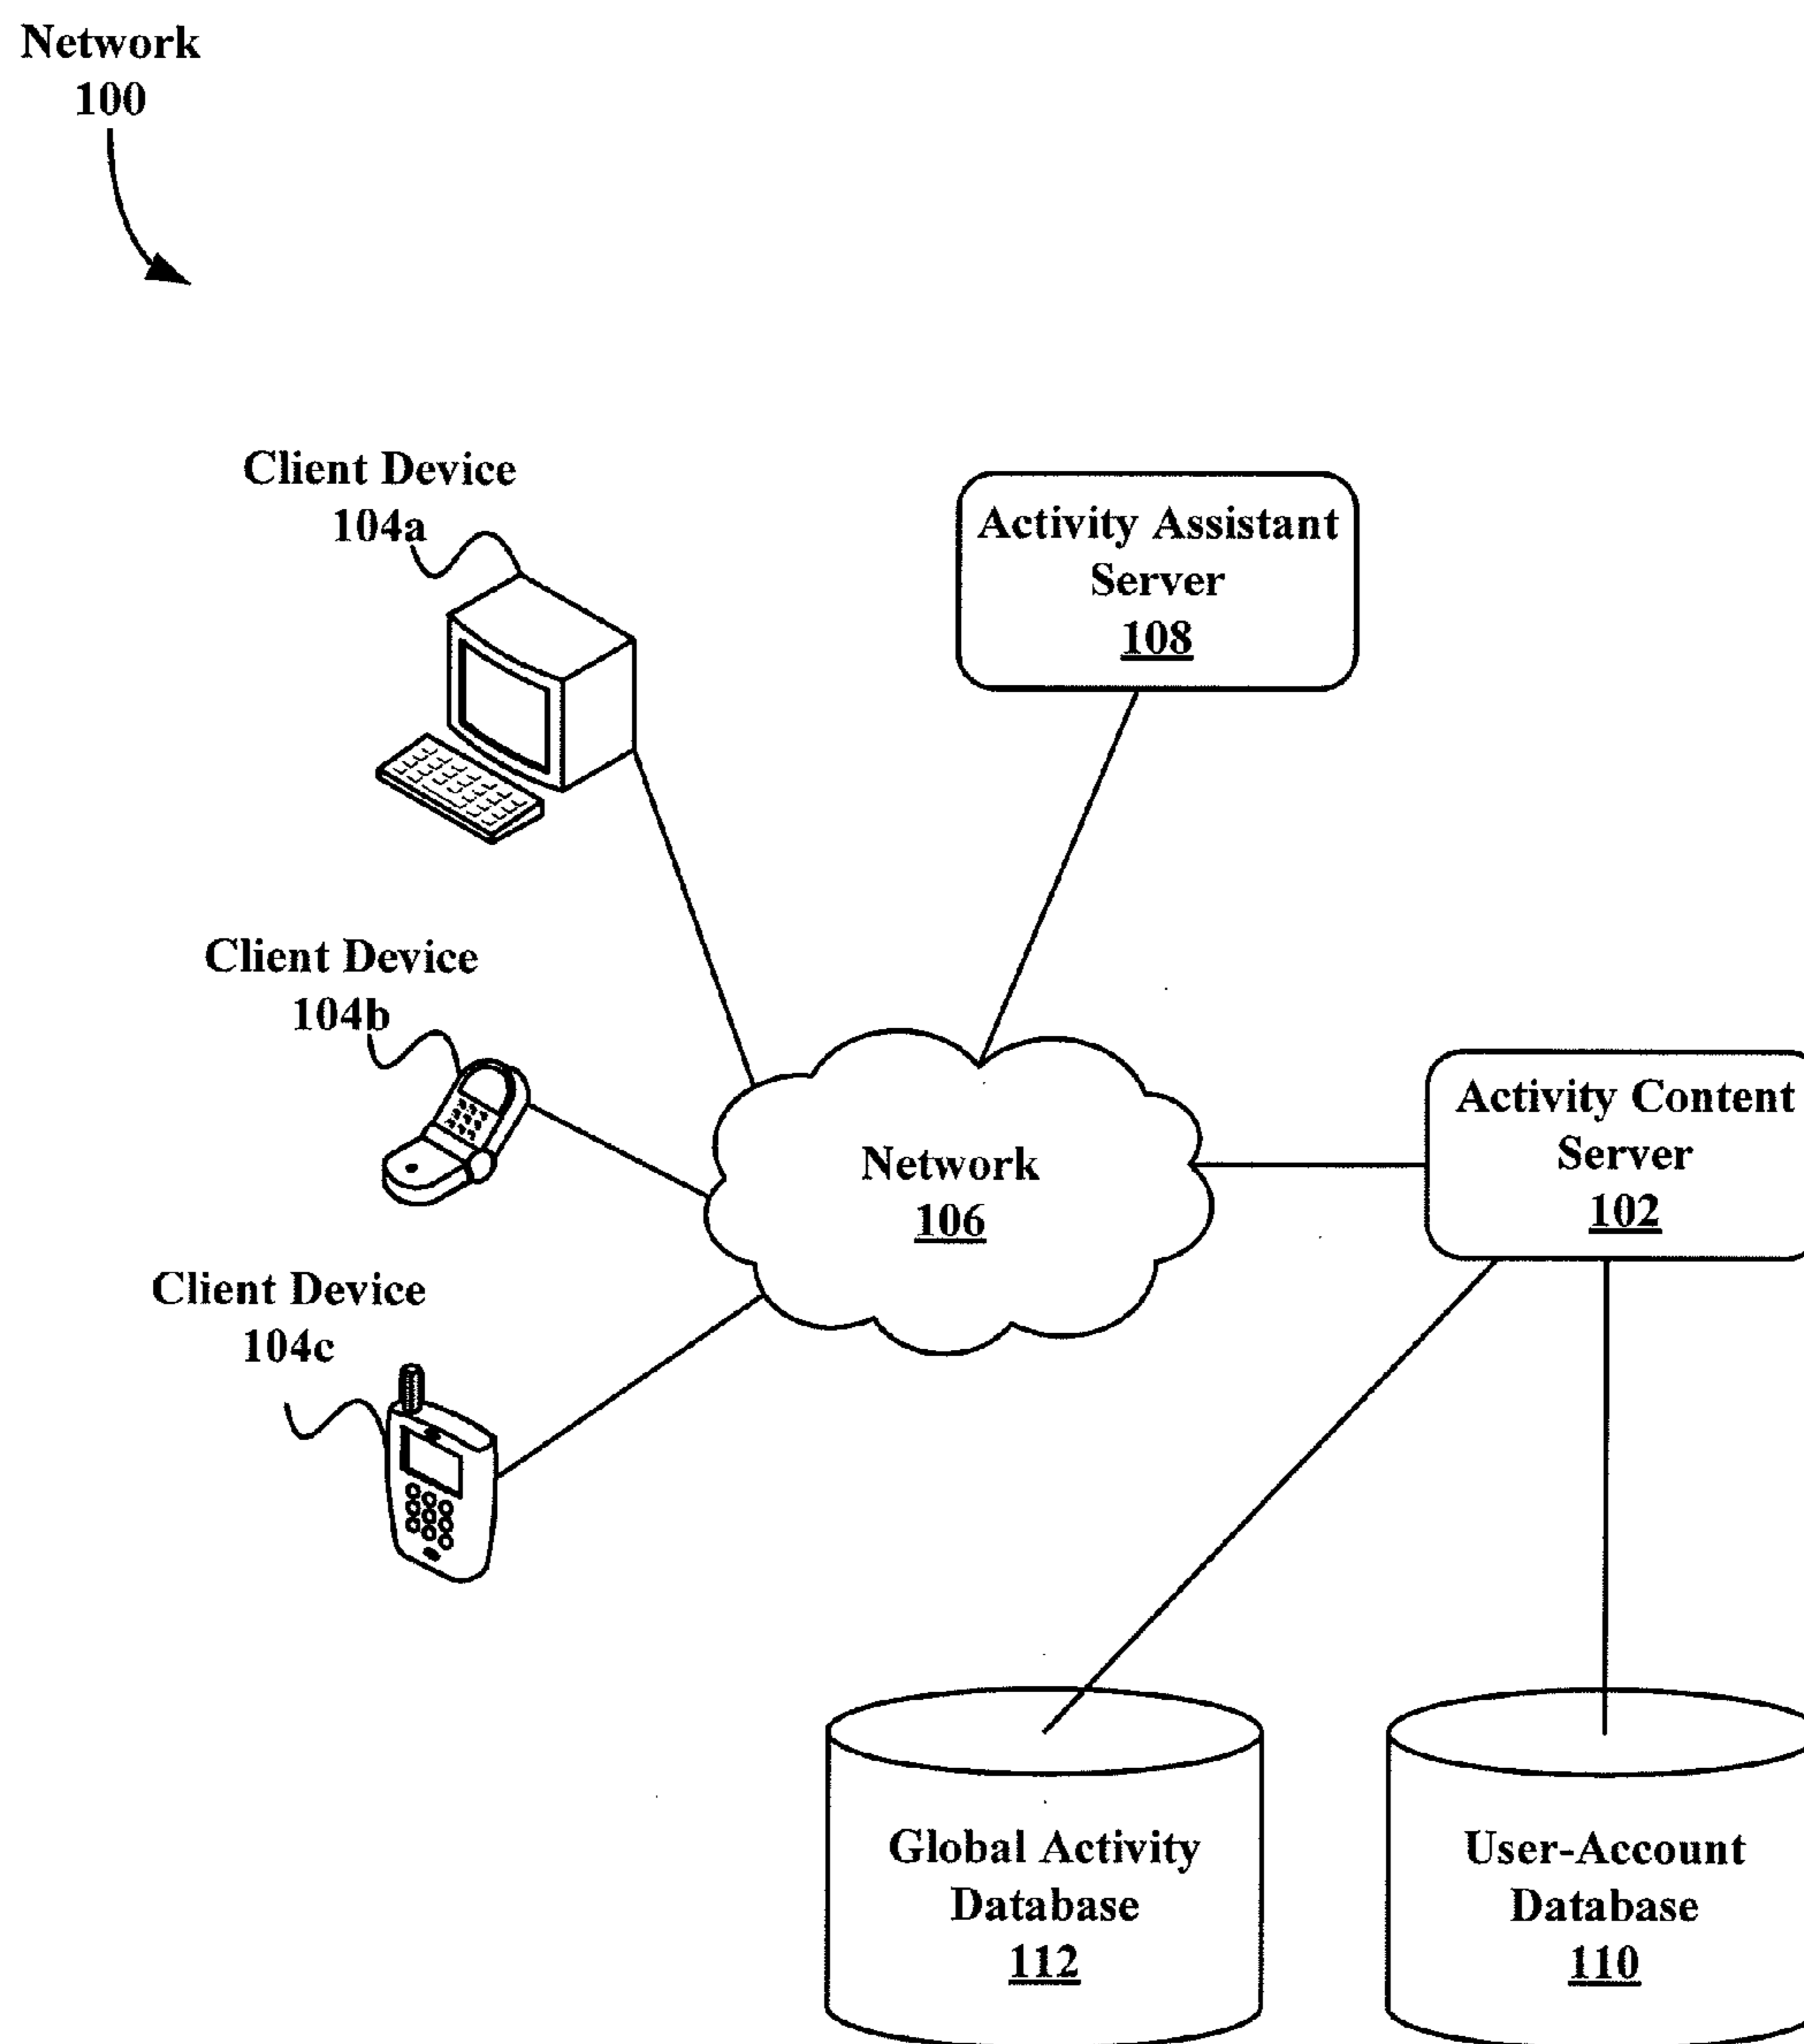 Network
100
Client Device
104a
Activity Assistant
Server
108
Client Device
104b
Network
106
Activity Content
Server
102
Client Device
104c
Global Activity
Database
112
User-Account
Database
110